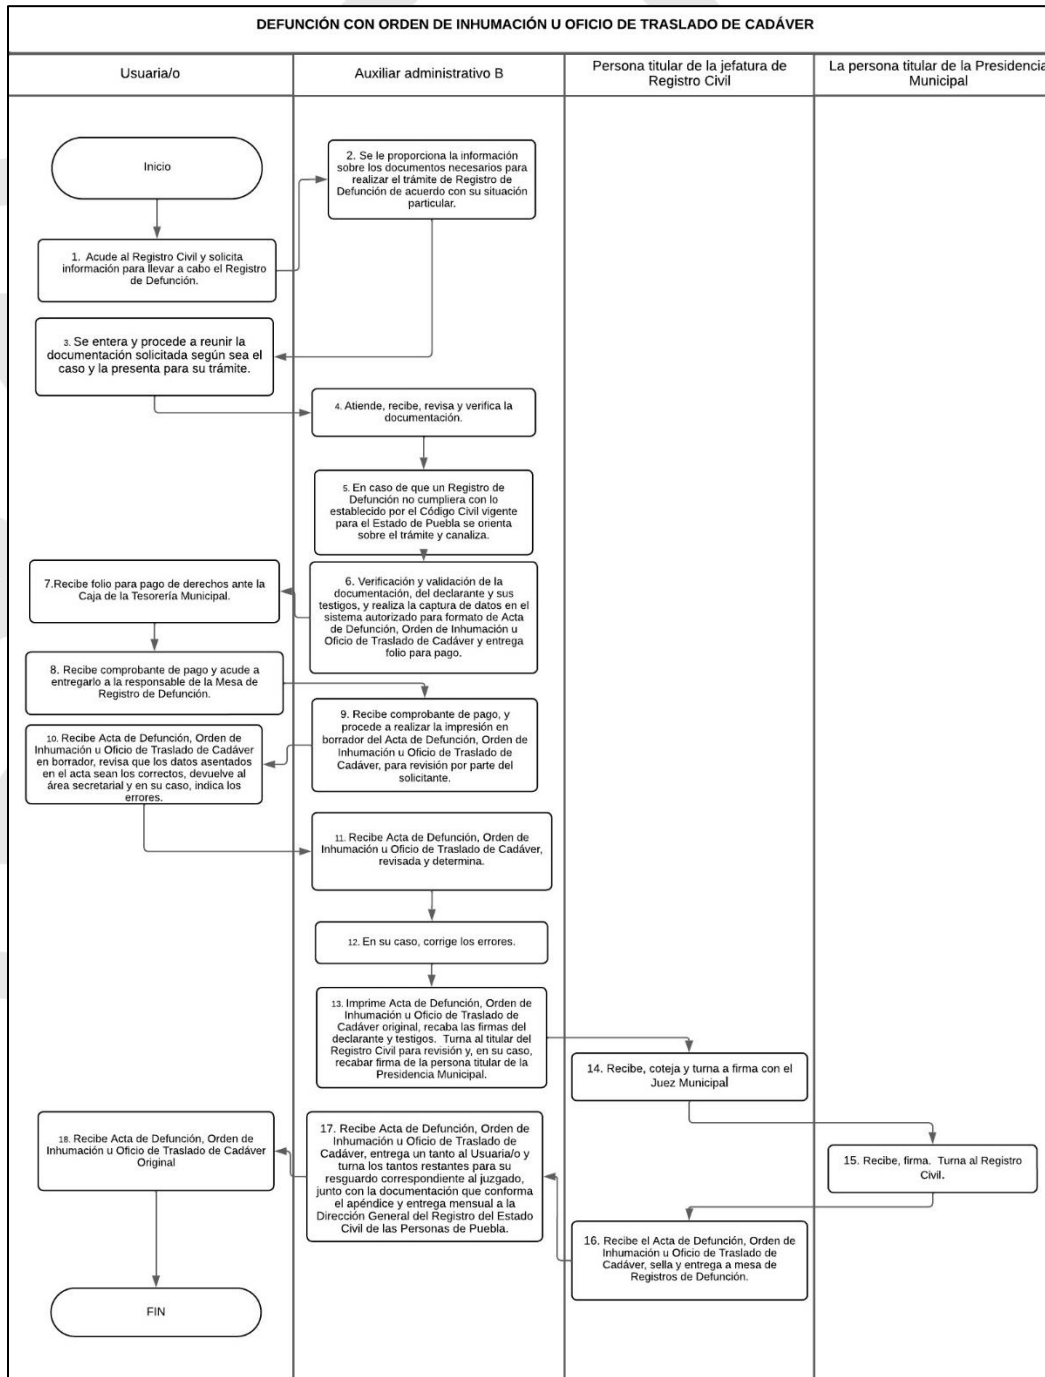 DEFUNCIÓN CON ORDEN DE INHUMACIÓN U OFICIO DE TRASLADO DE CADÁVER
Usuaria/o
Auxiliar administrativo B
Persona titular de la jefatura de
Registro Civil
La persona titular de la Presidencia
Municipal
Inicio
1. Acude al Registro Civil y solicita
información para llevar a cabo el Registro
de Defunción.
2. Se le proporciona la información
sobre los documentos necesarios para
realizar el trámite de Registro de
Defunción de acuerdo con su situación
particular.
3. Se entera y procede a reunir la
documentación solicitada según sea el
caso y la presenta para su trámite.
4. Atiende, recibe, revisa y verifica la
documentación.
5. En caso de que un Registro de
Defunción no cumpliera con lo
establecido por el Código Civil vigente
para el Estado de Puebla se orienta
sobre el trámite y canaliza.
6. Verificación y validación de la
documentación, del declarante y sus
testigos, y realiza la captura de datos en el
sistema autorizado para formato de Acta
de Defunción, Orden de Inhumación u
Oficio de Traslado de Cadáver y entrega
folio para pago.
7.Recibe folio para pago de derechos ante la
Caja de la Tesorería Municipal.
8. Recibe comprobante de pago y acude a
entregarlo a la responsable de la Mesa de
Registro de Defunción.
9. Recibe comprobante de pago, y
procede a realizar la impresión en
borrador del Acta de Defunción, Orden de
Inhumación u Oficio de Traslado de
Cadáver, para revisión por parte del
solicitante.
10. Recibe Acta de Defunción, Orden de
Inhumación u Oficio de Traslado de Cadáver
en borrador, revisa que los datos asentados
en el acta sean los correctos, devuelve al
área secretarial y en su caso, indica los
errores.
11. Recibe Acta de Defunción, Orden de
Inhumación u Oficio de Traslado de Cadáver,
revisada y determina.
12. En su caso, corrige los errores.
13. Imprime Acta de Defunción, Orden de
Inhumación u Oficio de Traslado de
Cadáver original, recaba las firmas del
declarante y testigos. Turna al titular del
Registro Civil para revisión y, en su caso,
recabar firma de la persona titular de la
Presidencia Municipal.
14. Recibe, coteja y turna a firma con el
Juez Municipal
15. Recibe, firma. Turna al Registro
Civil.
16. Recibe el Acta de Defunción, Orden de
Inhumación u Oficio de Traslado de
Cadáver, sella y entrega a mesa de
Registros de Defunción.
17. Recibe Acta de Defunción, Orden de
Inhumación u Oficio de Traslado de
Cadáver, entrega un tanto al Usuaria/o y
turna los tantos restantes para su
resguardo correspondiente al juzgado,
junto con la documentación que conforma
el apéndice y entrega mensual a la
Dirección General del Registro del Estado
Civil de las Personas de Puebla.
18. Recibe Acta de Defunción, Orden de
Inhumación u Oficio de Traslado de Cadáver
Original
FIN